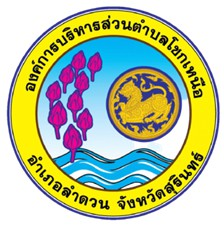 องค์การบริหารส่วนตำบลโชกเหนือ
อำเภอลำดวน จังหวัดสุรินทร์